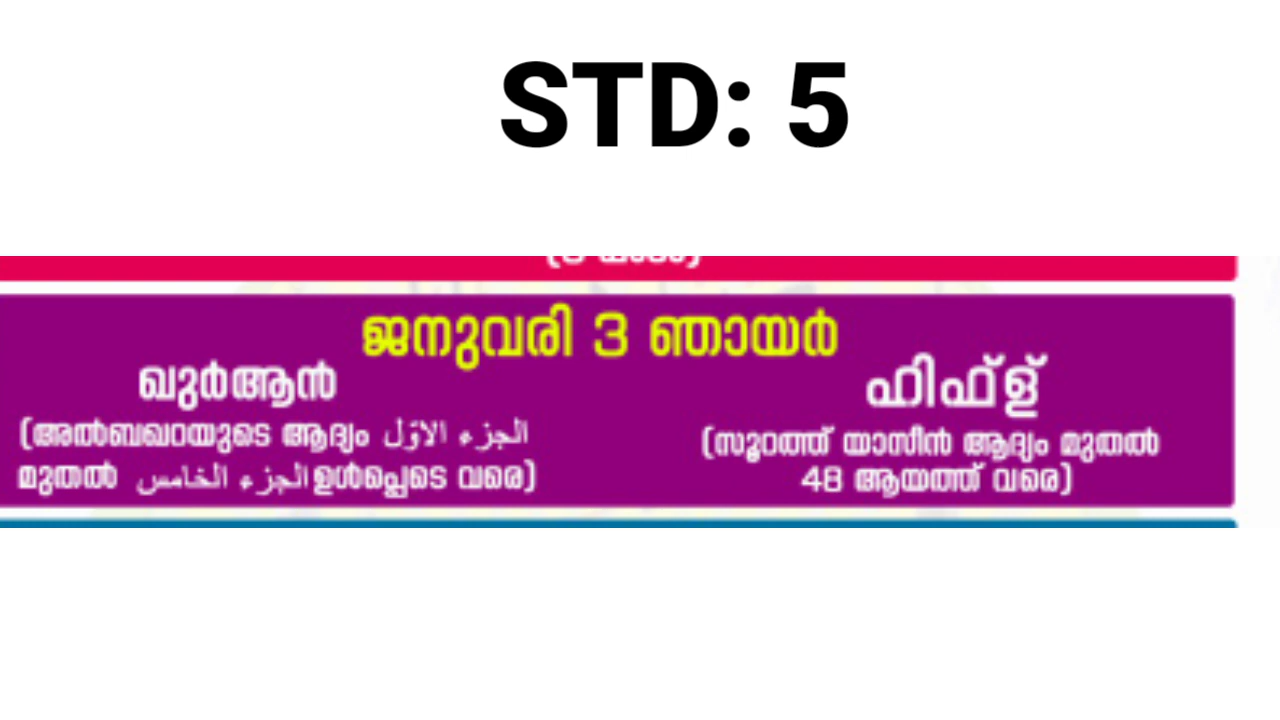 STD: 5
ജനുവരി 3 ഞായർ
ഖുർആൻ
(അൽബഖറയുടെ ആദ്യം الجزء الاوّل
മുതൽ الجزء الخامس ഉൾപ്പെടെ വരെ)
ഹിഫ്ള്
(സൂറത്ത് യാസീൻ ആദ്യം മുതൽ
48 ആയത്ത് വരെ)